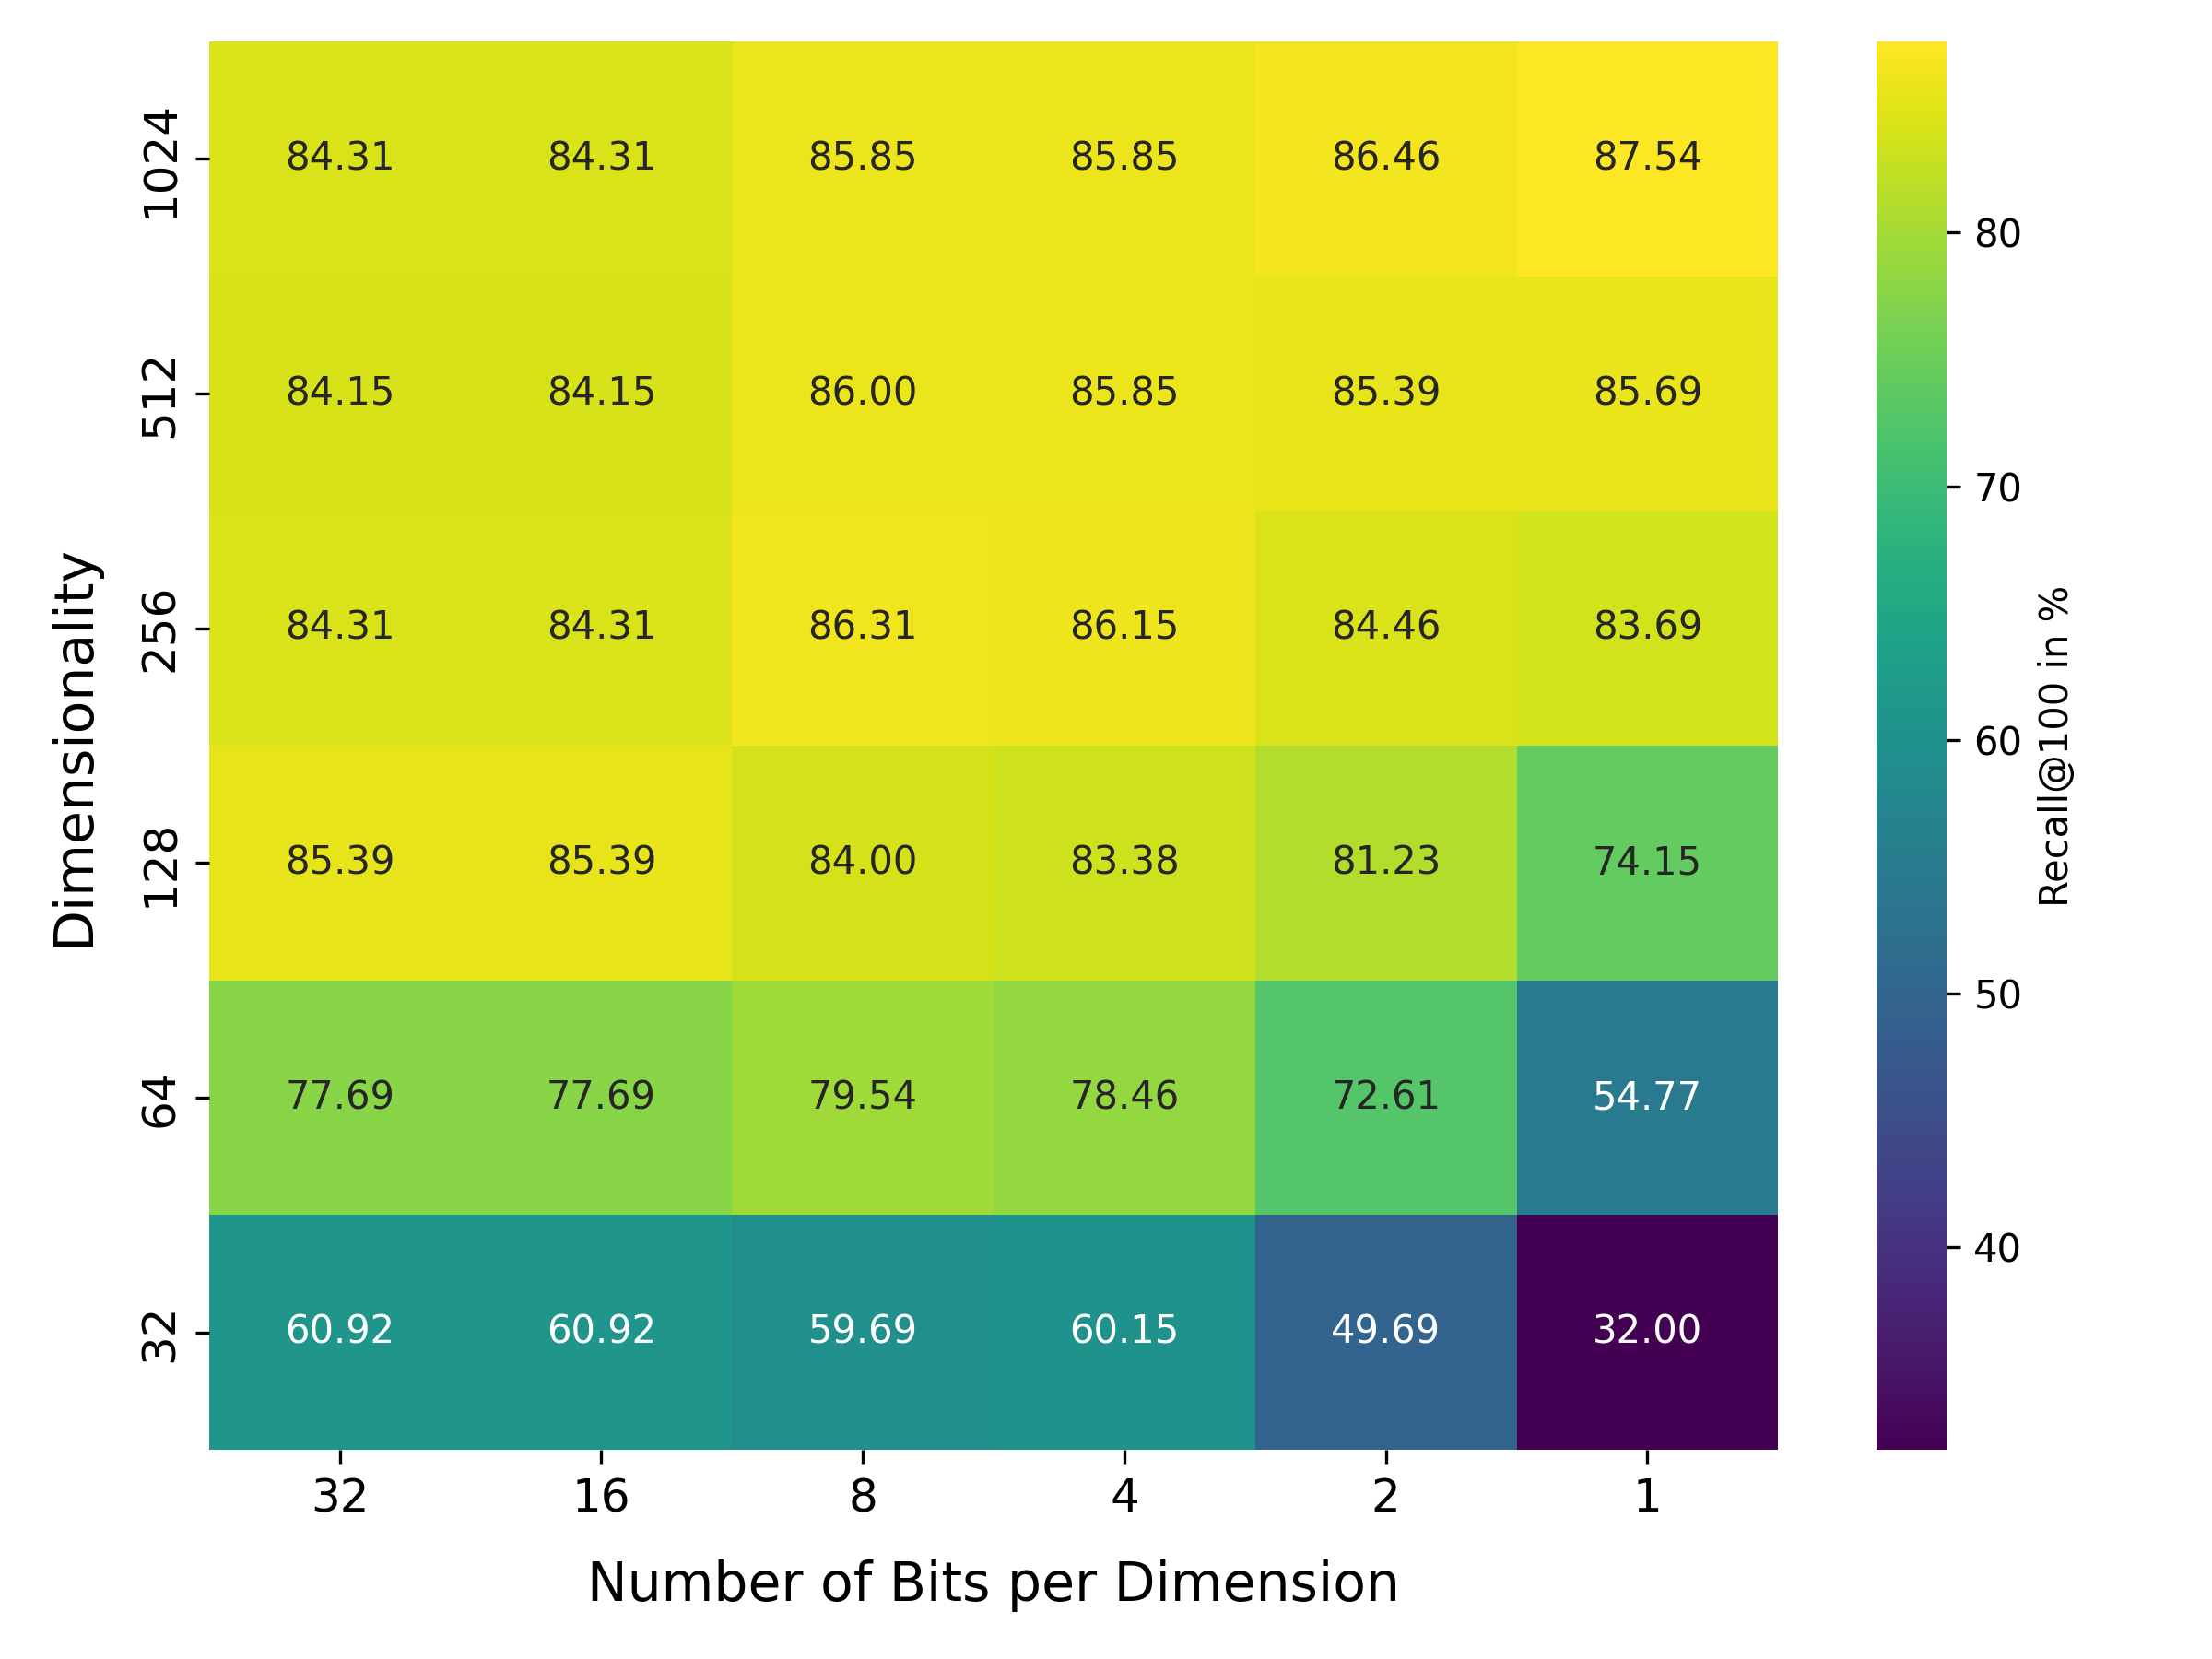 1024
84.31 84.31 85.85 85.85 86.46 87.54
512
84.15 84.15 86.00 85.85 85.39 85.69
256
84.31 84.31 86.31 86.15 84.46 83.69
128
85.39 85.39 84.00 83.38 81.23 74.15
64
77.69 77.69 79.54 78.46 72.61 54.77
32
60.92 60.92 59.69 60.15 49.69 32.00
Dimensionality
32 16 8 4 2 1
Number of Bits per Dimension
80
70
60
50
40
Recall@100 in %